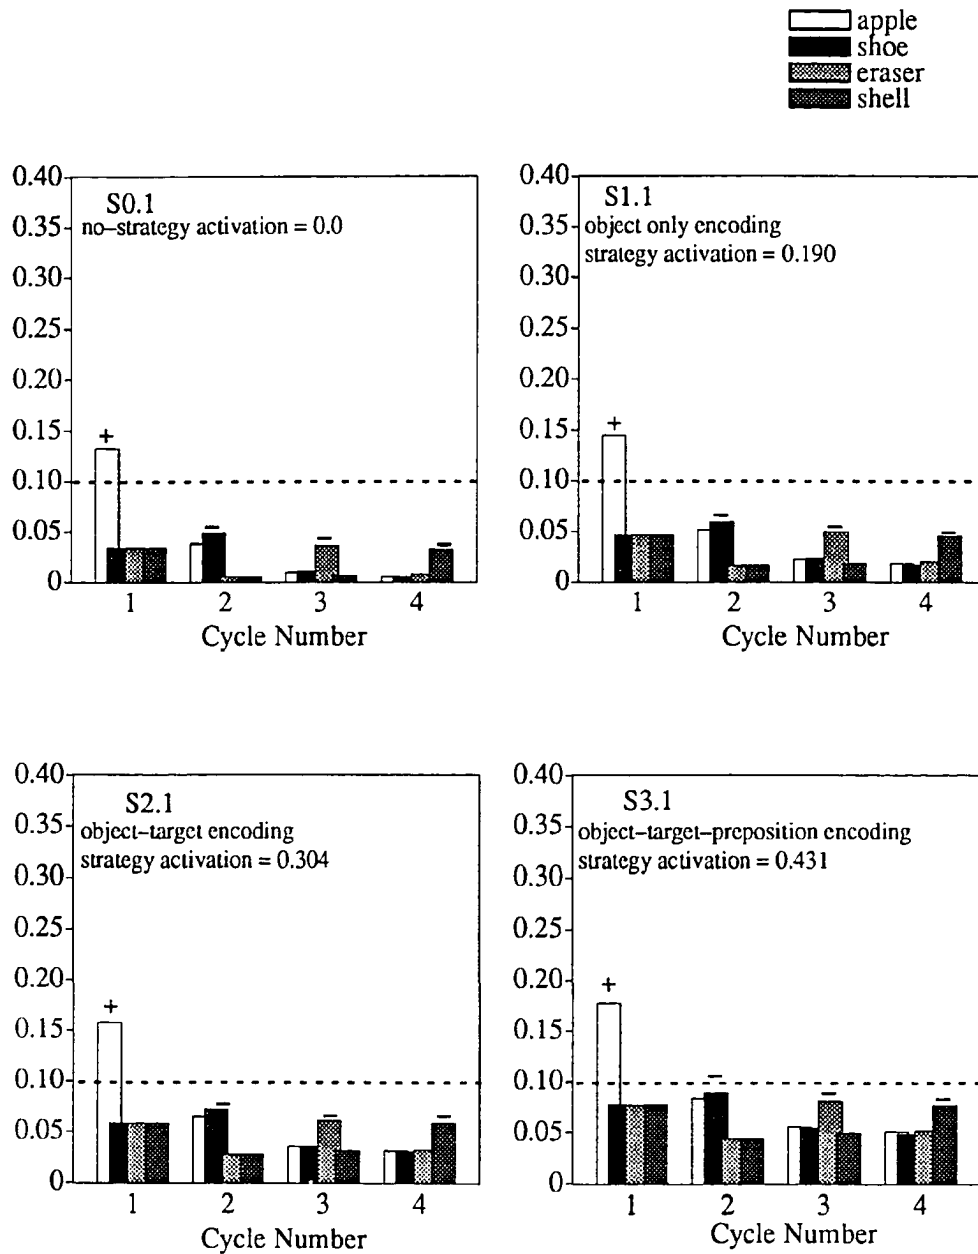 apple
shoe
eraser
shell
0.40
0.35
0.30
0.25
0.20
0.15
0.10
0.05
0
S0.1
no–strategy activation = 0.0
+
–
–
–
1 2 3 4
Cycle Number
0.40
0.35
0.30
0.25
0.20
0.15
0.10
0.05
0
S1.1
object only encoding
strategy activation = 0.190
+
–
–
–
1 2 3 4
Cycle Number
0.40
0.35
0.30
0.25
0.20
0.15
0.10
0.05
0
S2.1
object–target encoding
strategy activation = 0.304
+
–
–
–
1 2 3 4
Cycle Number
0.40
0.35
0.30
0.25
0.20
0.15
0.10
0.05
0
S3.1
object–target–preposition encoding
strategy activation = 0.431
+
–
–
–
1 2 3 4
Cycle Number